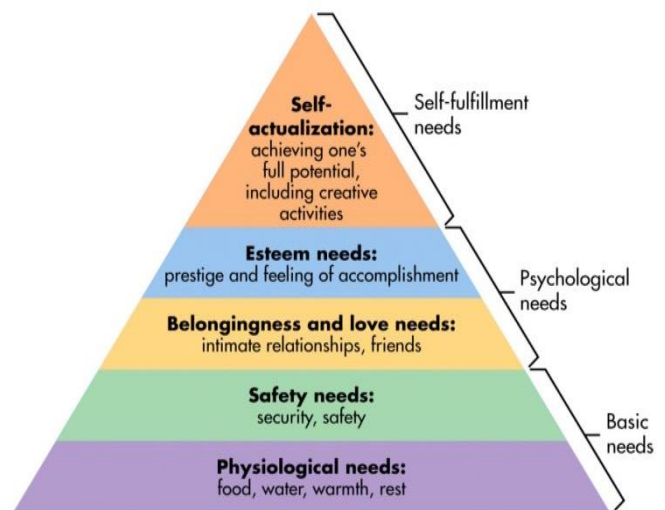 Self-
actualization:
achieving one's
full potential,
including creative
activities
Self-fulfillment
needs
Esteem needs:
prestige and feeling of accomplishment
Belongingness and love needs:
intimate relationships, friends
Psychological
needs
Safety needs:
security, safety
Physiological needs:
food, water, warmth, rest
Basic
needs